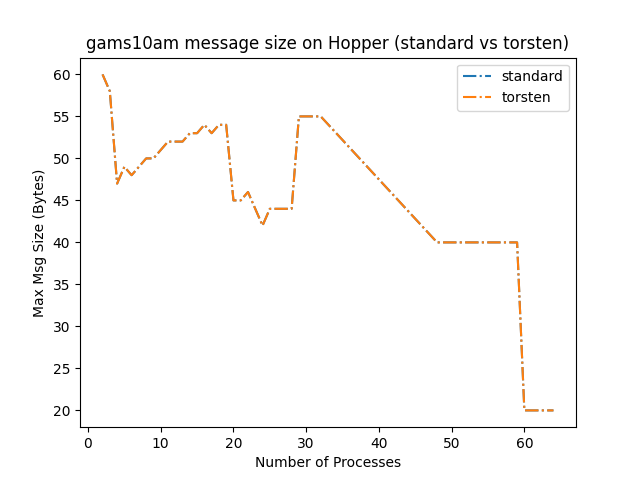 gams10am message size on Hopper (standard vs torsten)
standard
torsten
Max Msg Size (Bytes)
60
55
50
45
40
35
30
25
20
0 10 20 30 40 50 60
Number of Processes